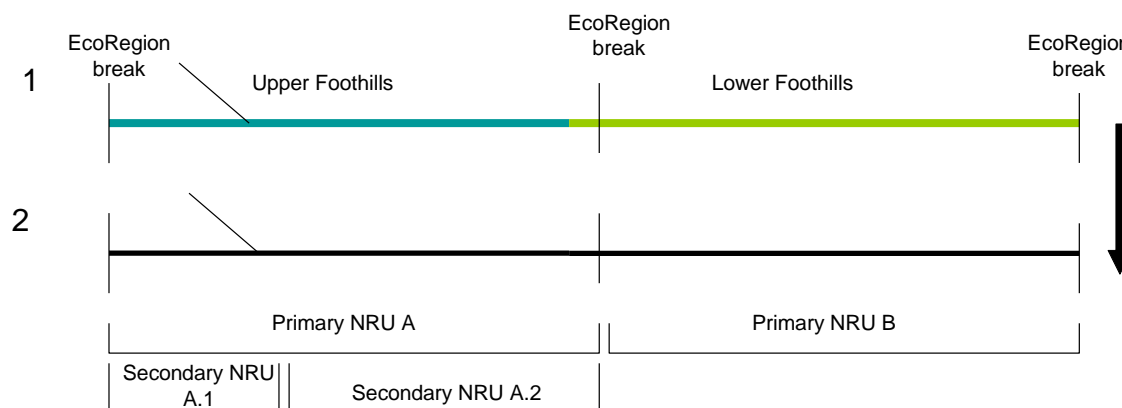 EcoRegion
break
EcoRegion
break
EcoRegion
break
1
Upper Foothills
Lower Foothills
2
Primary NRU A
Primary NRU B
Secondary NRU
A.1
Secondary NRU A.2